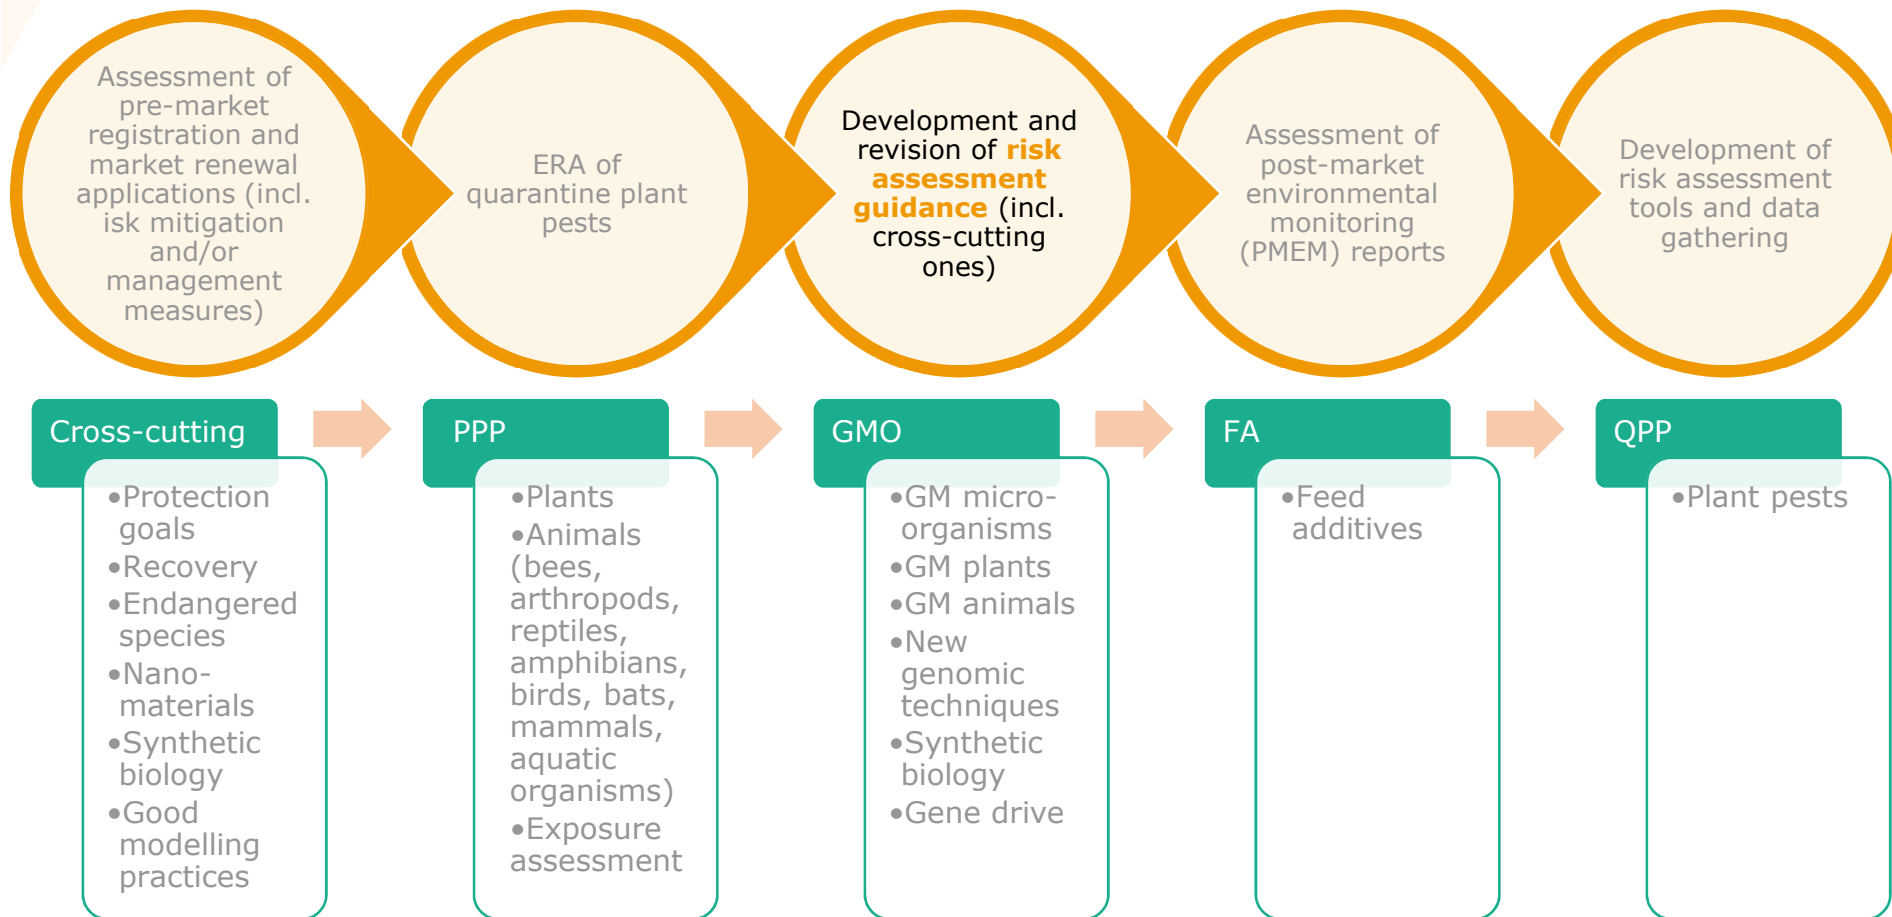 Assessment of
pre-market
registration and
market renewal
applications (incl.
isk mitigation
and/or
management
measures)
ERA of
quarantine plant
pests
Development and
revision of risk
assessment
guidance (incl.
cross-cutting
ones)
Assessment of
post-market
environmental
monitoring
(PMEM) reports
Development of
risk assessment
tools and data
gathering
Cross-cutting
•Protection
goals
•Recovery
•Endangered
species
•Nano-
materials
•Synthetic
biology
•Good
modelling
practices
PPP
•Plants
•Animals
(bees,
arthropods,
reptiles,
amphibians,
birds, bats,
mammals,
aquatic
organisms)
•Exposure
assessment
GMO
•GM micro-
organisms
•GM plants
•GM animals
•New
genomic
techniques
•Synthetic
biology
•Gene drive
FA
•Feed
additives
QPP
•Plant pests